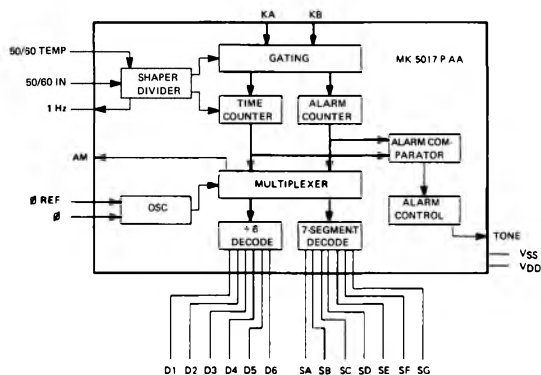 KA KB
50/60 TEMP
GATING
MK 5017 P AA
50/60 IN
SHAPER
DIVIDER
1 Hz
TIME
COUNTER
ALARM
COUNTER
ALARM COM-
PARATOR
AM
MULTIPLEXER
Ø REF
Ø
OSC
ALARM
CONTROL
÷6
DECODE
7-SEGMENT
DECODE
TONE
VSS
VDD
D1 D2 D3 D4 D5 D6 SA SB SC SD SE SF SG